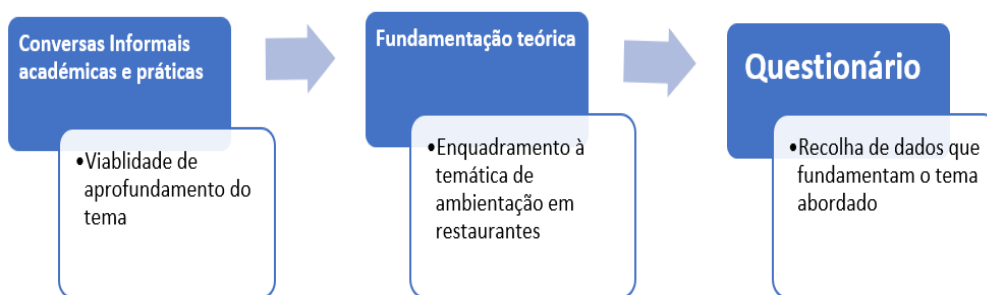 Conversas Informais
académicas e práticas
•Viablidade de
aprofundamento do
tema
Fundamentação teórica
•Enquadramento à
temática de
ambientação em
restaurantes
Questionário
•Recolha de dados que
fundamentam o tema
abordado